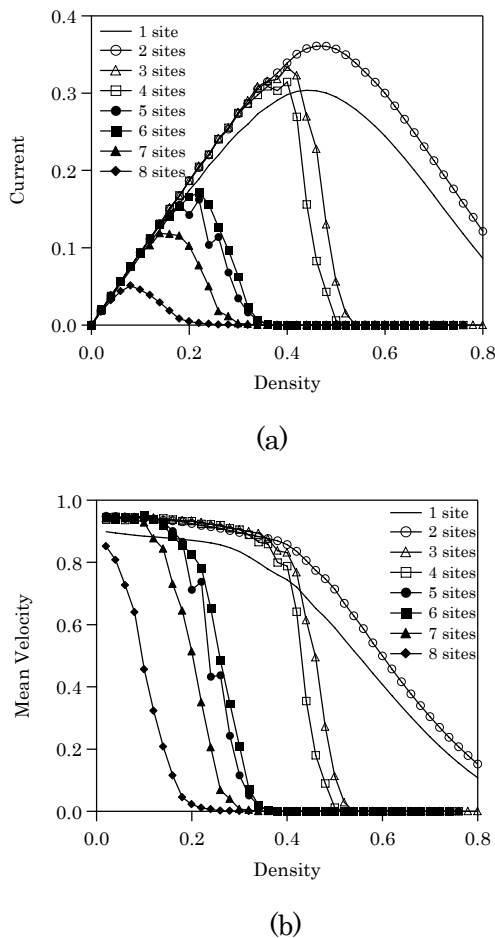 0.4
0.3
0.2
0.1
0.0
Current
1 site
2 sites
3 sites
4 sites
5 sites
6 sites
7 sites
8 sites
0.0 0.2 0.4 0.6 0.8
Density
(a)
1.0
0.8
0.6
0.4
0.2
0.0
Mean Velocity
1 site
2 sites
3 sites
4 sites
5 sites
6 sites
7 sites
8 sites
0.0 0.2 0.4 0.6 0.8
Density
(b)